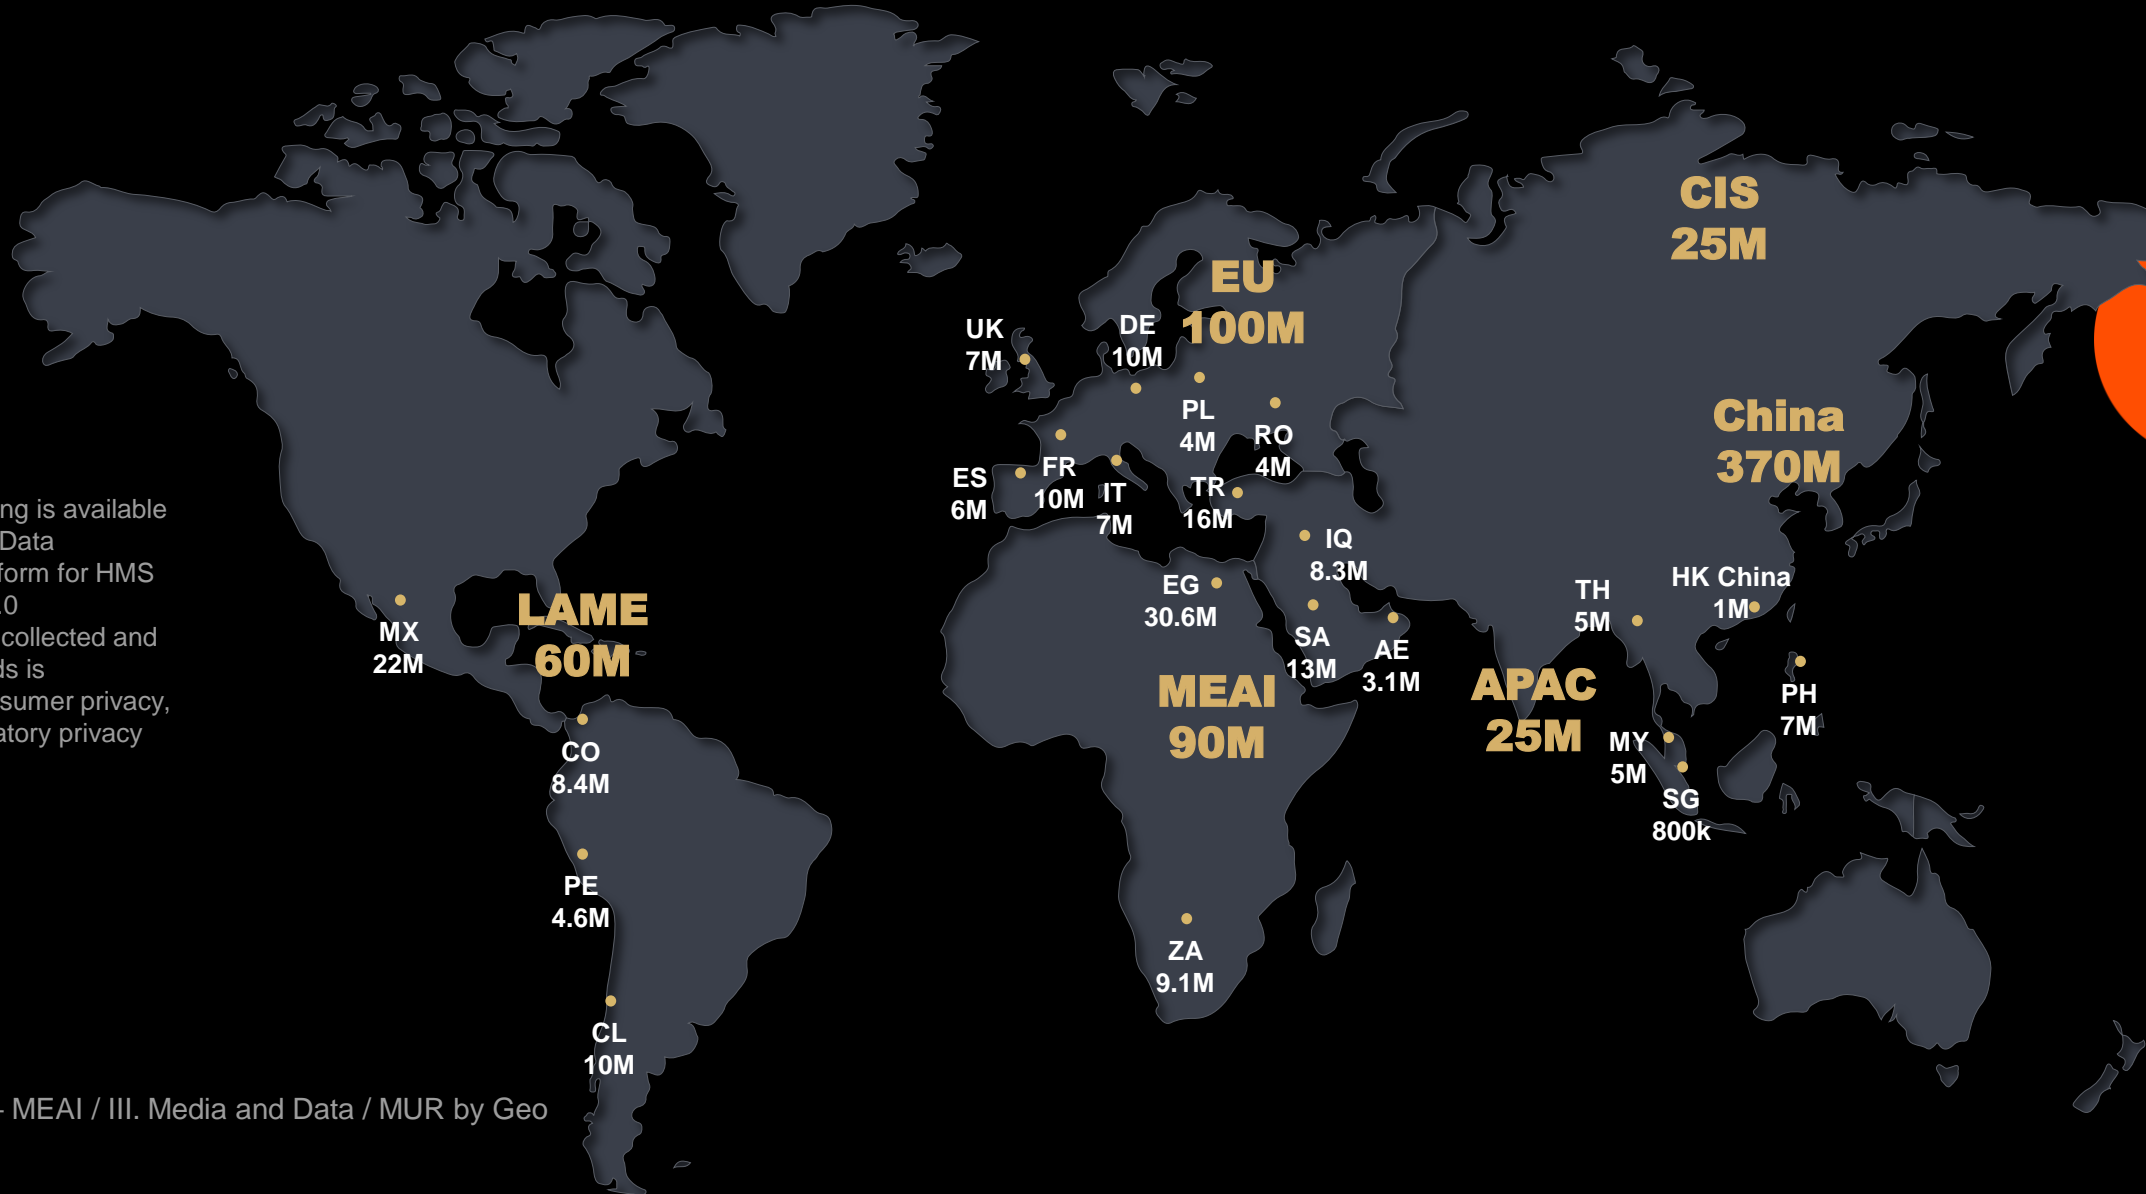 CIS
25M
EU
100M
UK
7M
DE
10M
PL
4M
RO
4M
China
370M
ES
6M
FR
10M
IT
7M
TR
16M
ng is available
Data
form for HMS
.0
collected and
ds is
sumer privacy,
atory privacy
IQ
8.3M
EG
30.6M
HK China
1M
TH
5M
LAME
60M
MX
22M
SA
13M
AE
3.1M
MEAI
90M
APAC
25M
PH
7M
MY
5M
SG
800k
CO
8.4M
PE
4.6M
ZA
9.1M
CL
10M
- MEAI / III. Media and Data / MUR by Geo